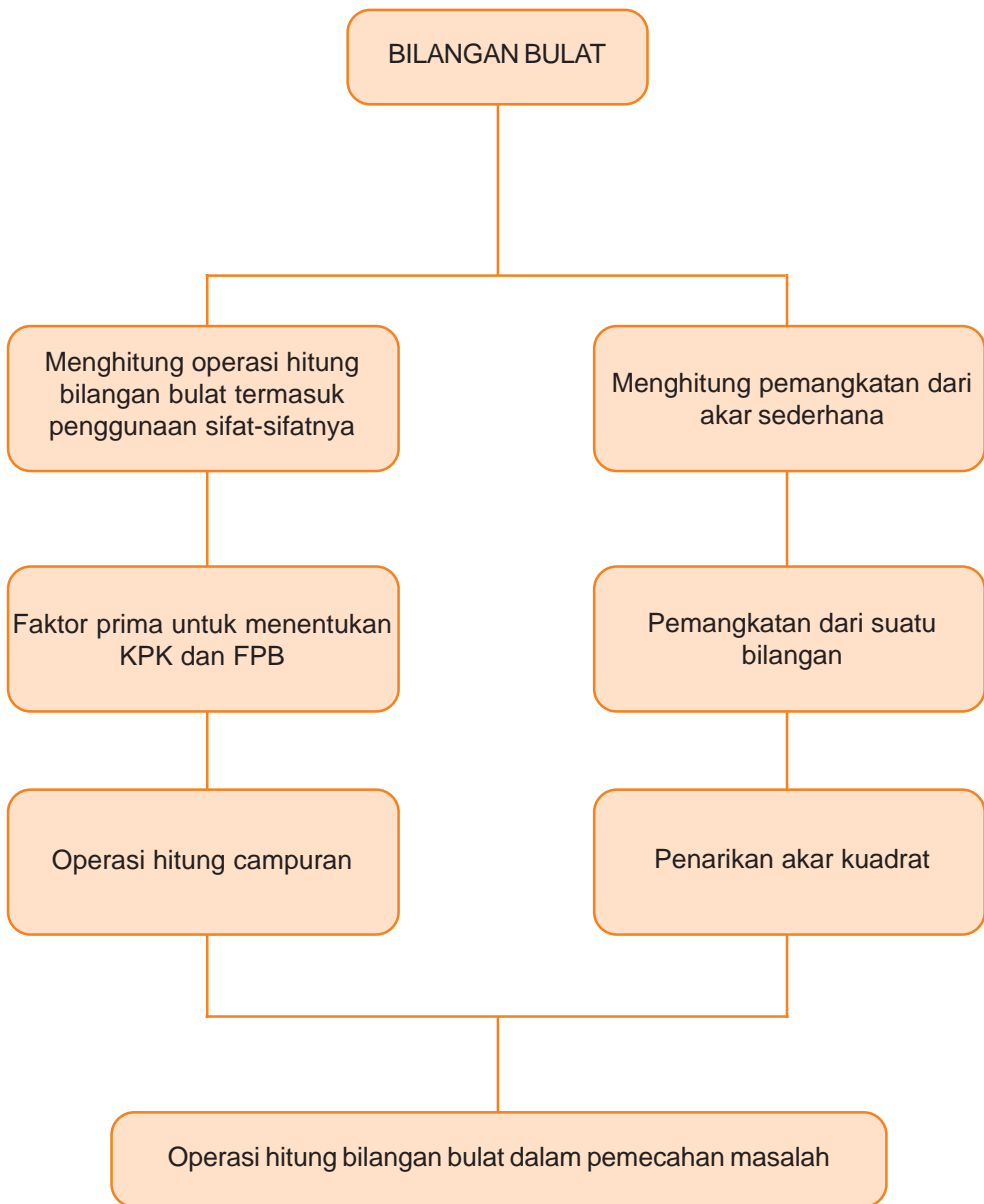 BILANGAN BULAT
Menghitung operasi hitung
bilangan bulat termasuk
penggunaan sifat-sifatnya
Menghitung pemangkatan dari
akar sederhana
Faktor prima untuk menentukan
KPK dan FPB
Pemangkatan dari suatu
bilangan
Operasi hitung campuran
Penarikan akar kuadrat
Operasi hitung bilangan bulat dalam pemecahan masalah